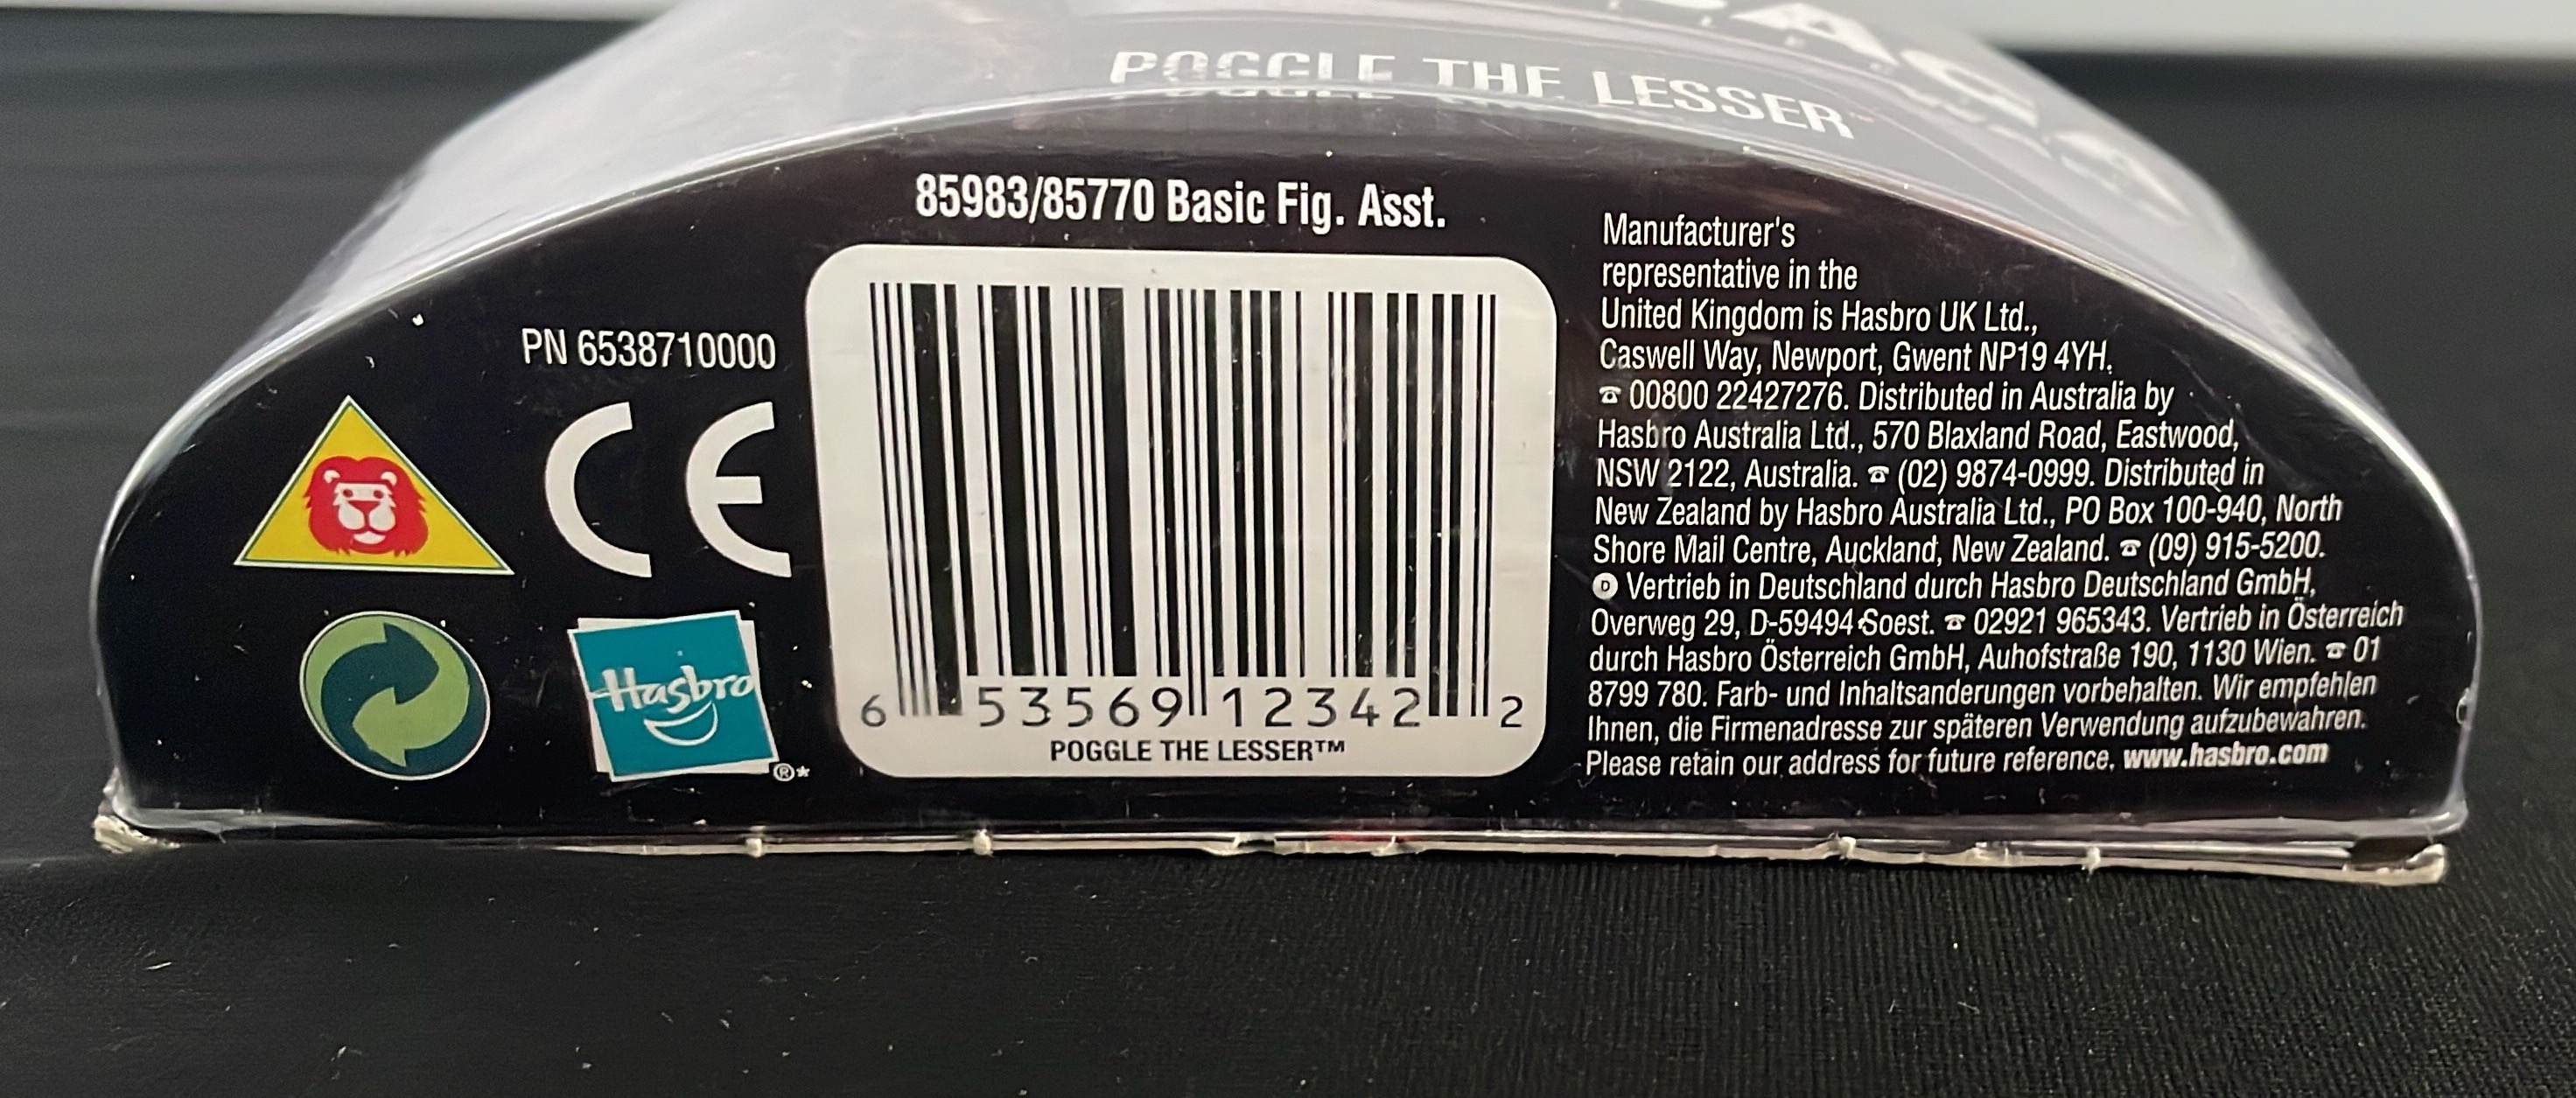 POGGLE THE LESSER™
85983/85770 Basic Fig. Asst.
PN 6538710000
CE
Hasbro
®*
6 53569 12342 2
POGGLE THE LESSER™
Manufacturer's
representative in the
United Kingdom is Hasbro UK Ltd.,
Caswell Way, Newport, Gwent NP19 4YH.
☎ 00800 22427276. Distributed in Australia by
Hasbro Australia Ltd., 570 Blaxland Road, Eastwood,
NSW 2122, Australia. ☎ (02) 9874-0999. Distributed in
New Zealand by Hasbro Australia Ltd., PO Box 100-940, North
Shore Mail Centre, Auckland, New Zealand. ☎ (09) 915-5200.
D Vertrieb in Deutschland durch Hasbro Deutschland GmbH,
Overweg 29, D-59494 Soest. ☎ 02921 965343. Vertrieb in Österreich
durch Hasbro Österreich GmbH, Auhofstraße 190, 1130 Wien. ☎ 01
8799 780. Farb- und Inhaltsanderungen vorbehalten. Wir empfehlen
Ihnen, die Firmenadresse zur späteren Verwendung aufzubewahren.
Please retain our address for future reference. www.hasbro.com